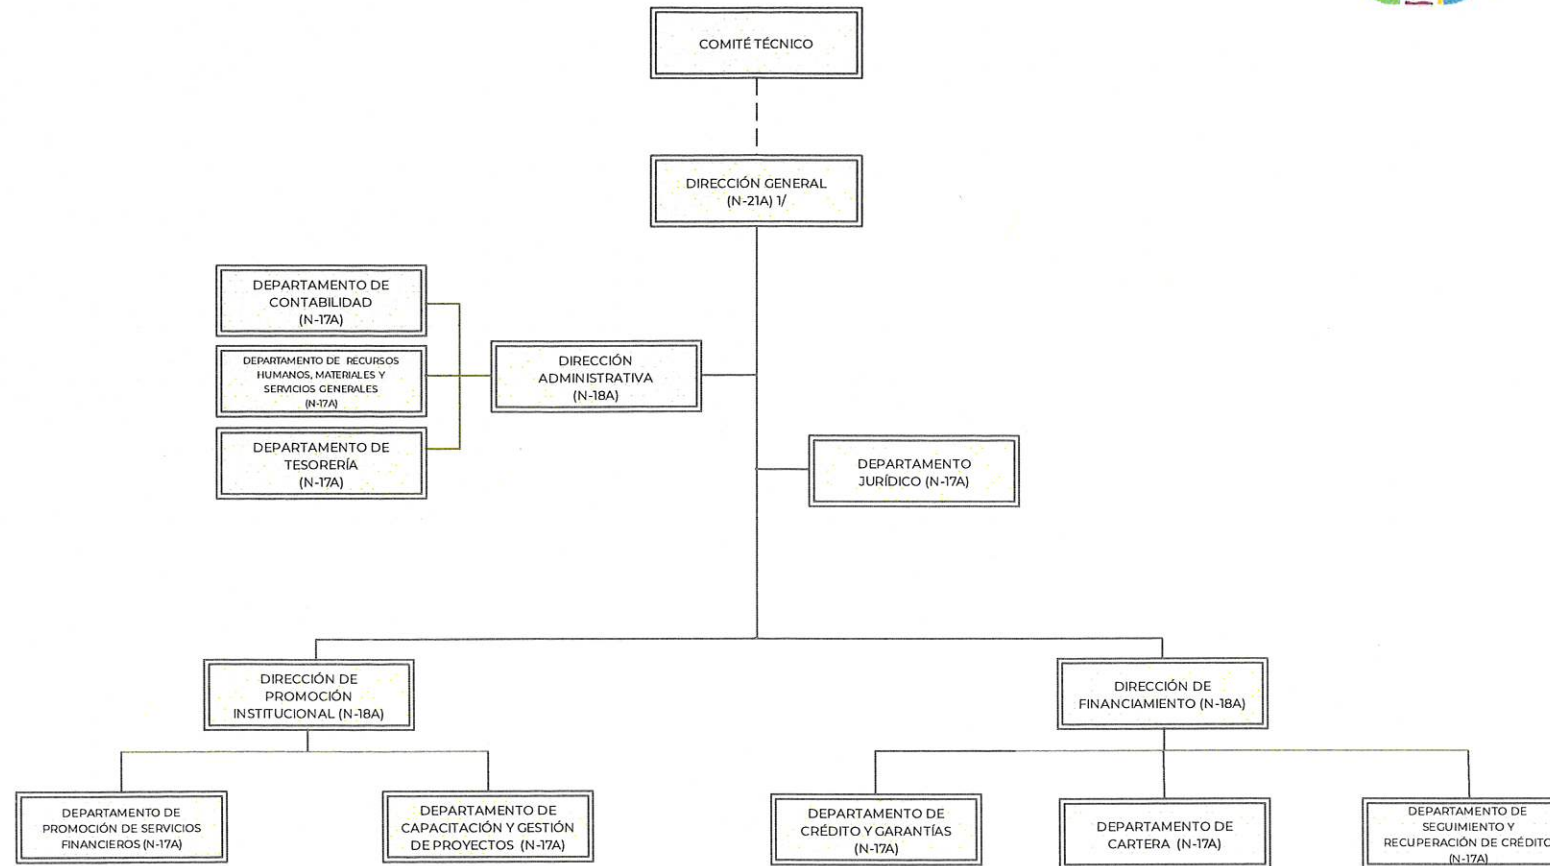 COMITÉ TÉCNICO
DIRECCIÓN GENERAL
(N-21A) 1/
DEPARTAMENTO DE
CONTABILIDAD
(N-17A)
DEPARTAMENTO DE RECURSOS
HUMANOS, MATERIALES Y
SERVICIOS GENERALES
(N-17A)
DEPARTAMENTO DE
TESORERÍA
(N-17A)
DIRECCIÓN
ADMINISTRATIVA
(N-18A)
DEPARTAMENTO
JURÍDICO (N-17A)
DIRECCIÓN DE
PROMOCIÓN
INSTITUCIONAL (N-18A)
DIRECCIÓN DE
FINANCIAMIENTO (N-18A)
DEPARTAMENTO DE
PROMOCIÓN DE SERVICIOS
FINANCIEROS (N-17A)
DEPARTAMENTO DE
CAPACITACIÓN Y GESTIÓN
DE PROYECTOS (N-17A)
DEPARTAMENTO DE
CRÉDITO Y GARANTÍAS
(N-17A)
DEPARTAMENTO DE
CARTERA (N-17A)
DEPARTAMENTO DE
SEGUIMIENTO Y
RECUPERACIÓN DE CRÉDITO
(N-17A)